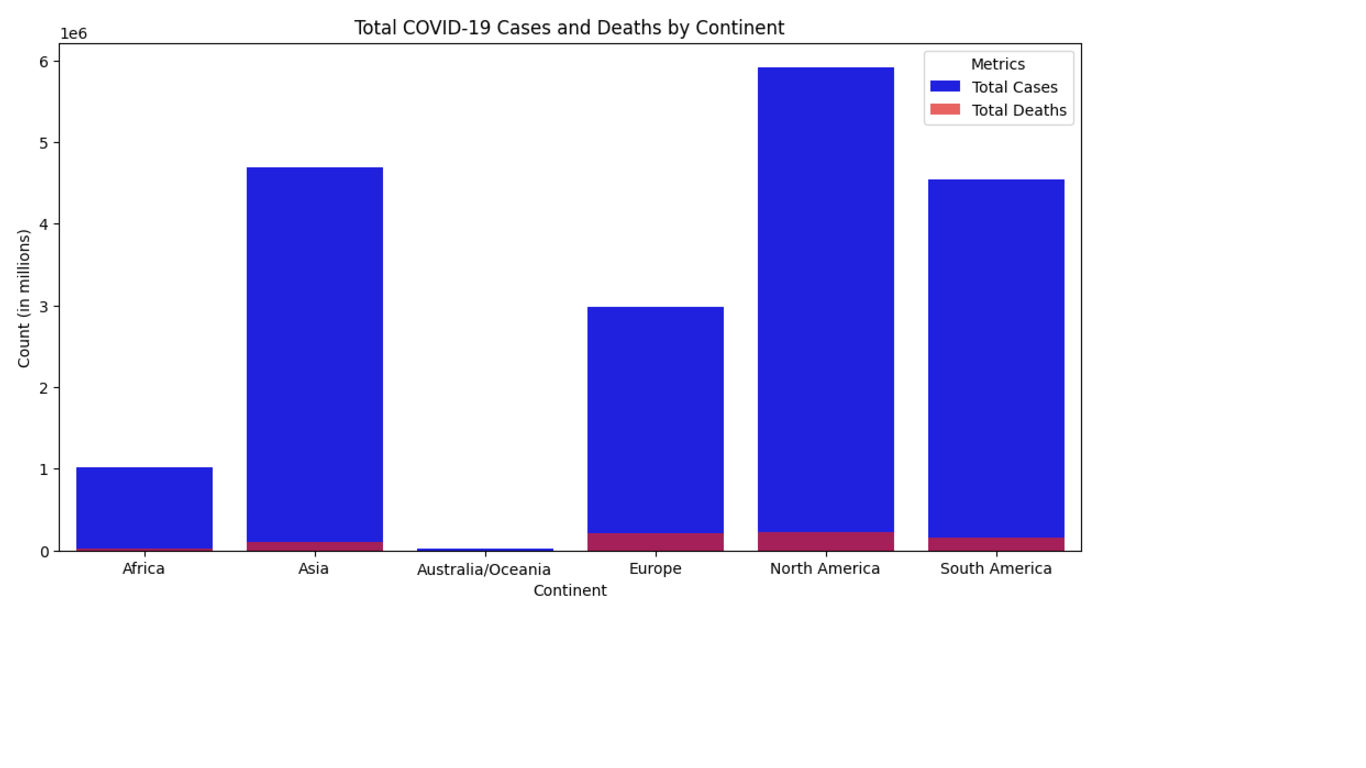 Total COVID-19 Cases and Deaths by Continent
1e6
Metrics
Total Cases
Total Deaths
6
5
4
3
2
1
0
Count (in millions)
Africa Asia Australia/Oceania Europe North America South America
Continent